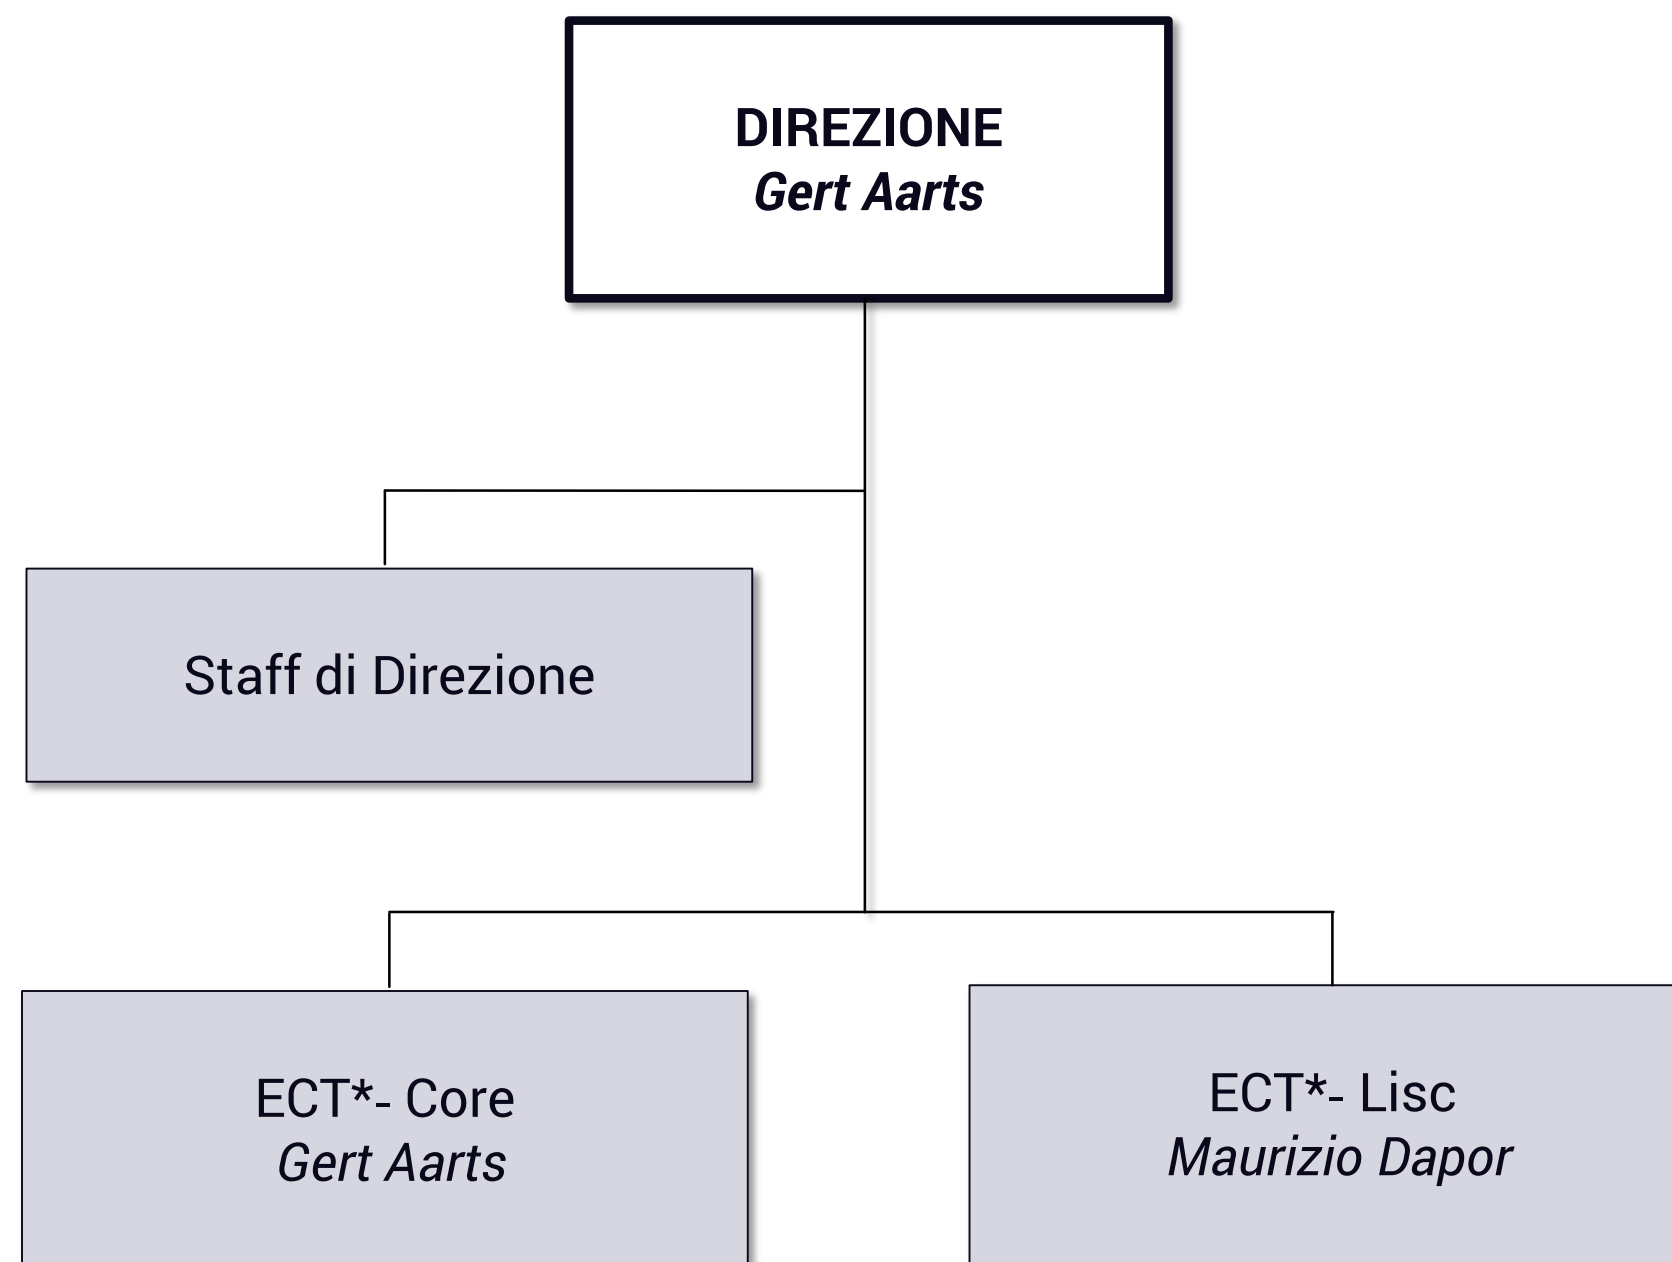 DIREZIONE
Gert Aarts
Staff di Direzione
ECT*- Core
Gert Aarts
ECT*- Lisc
Maurizio Dapor